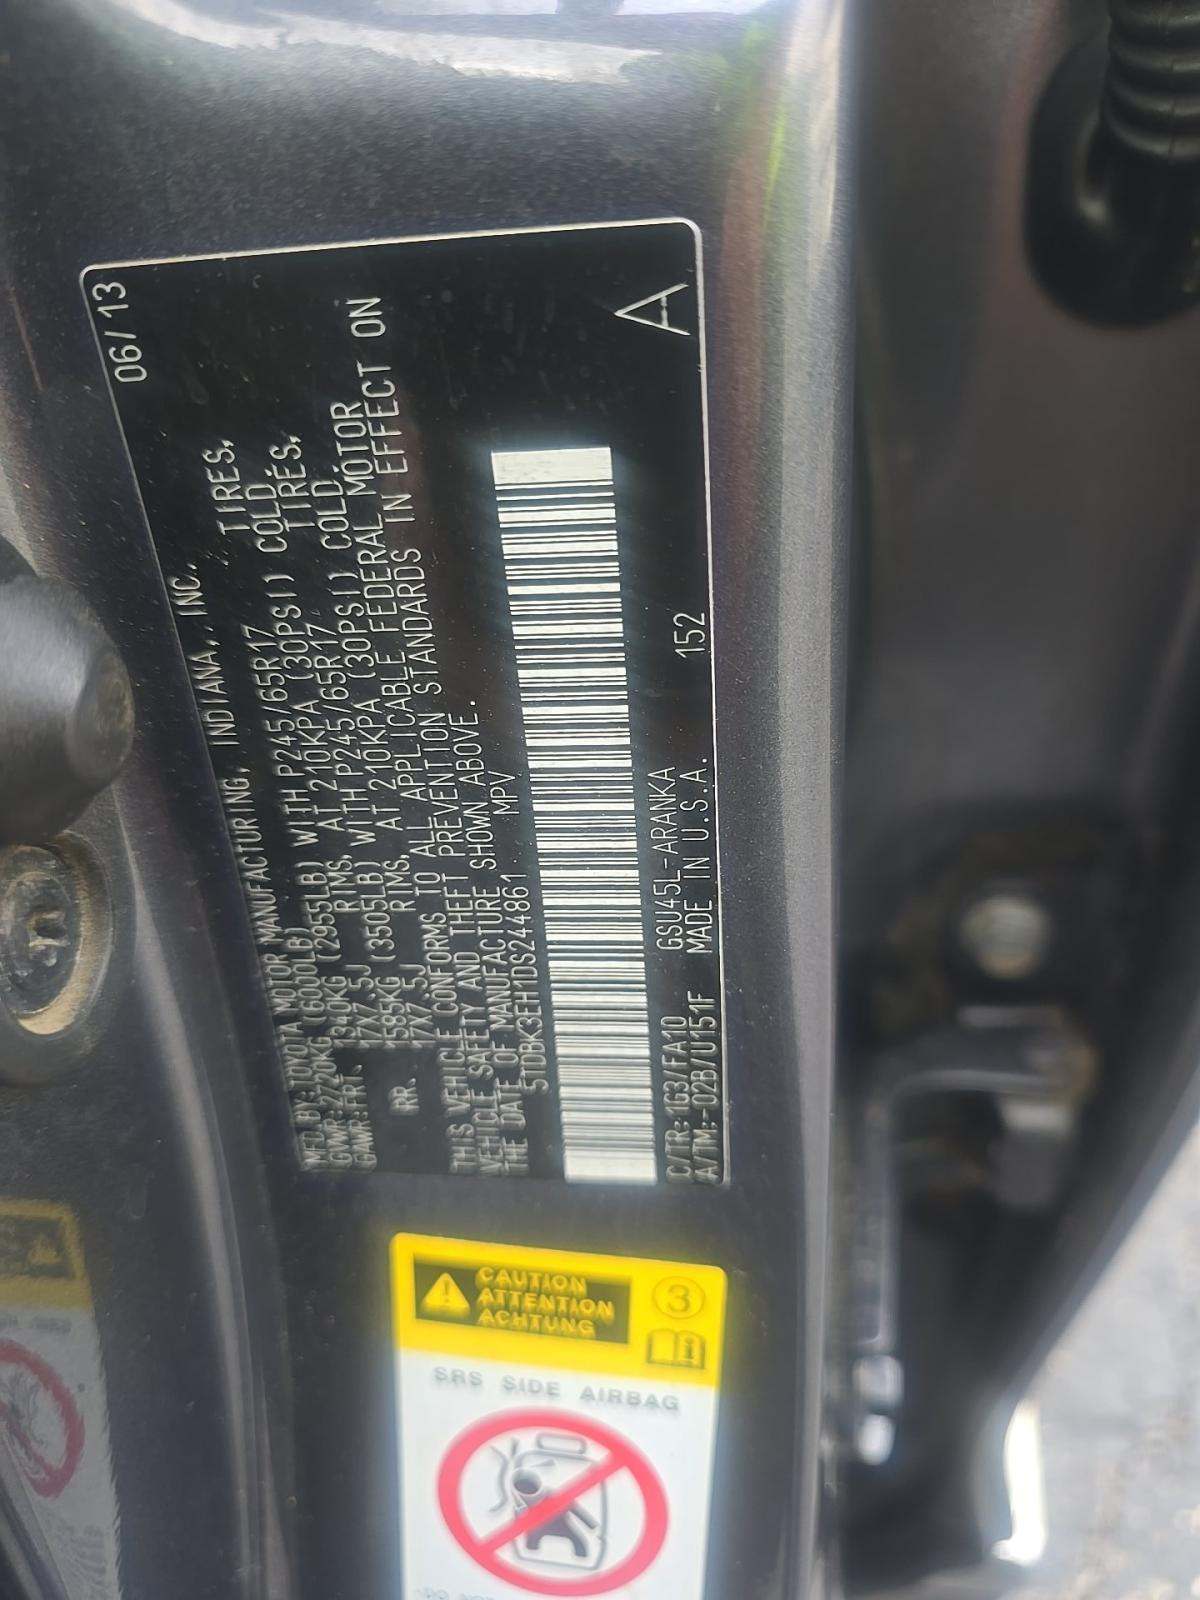 MFD BY: TOYOTA MOTOR MANUFACTURING, INDIANA, INC. 06/13
GVWR: 2720KG (6000LB)
GAWR: FRT. 1340KG (2955LB) WITH P245/65R17 TIRES,
17X7.5J RIMS, AT 210KPA (30PSI) COLD.
RR. 1585KG (3505LB) WITH P245/65R17 TIRES,
17X7.5J RIMS, AT 210KPA (30PSI) COLD.
THIS VEHICLE CONFORMS TO ALL APPLICABLE FEDERAL MOTOR
VEHICLE SAFETY AND THEFT PREVENTION STANDARDS IN EFFECT ON
THE DATE OF MANUFACTURE SHOWN ABOVE.
5TDBK3EH1DS244861 MPV
C/TR: 1G3/FA10 GSU45L-ARANKA 152
A/TM: -02B/U151F MADE IN U.S.A. A
CAUTION
ATTENTION
ACHTUNG
3
SRS SIDE AIRBAG